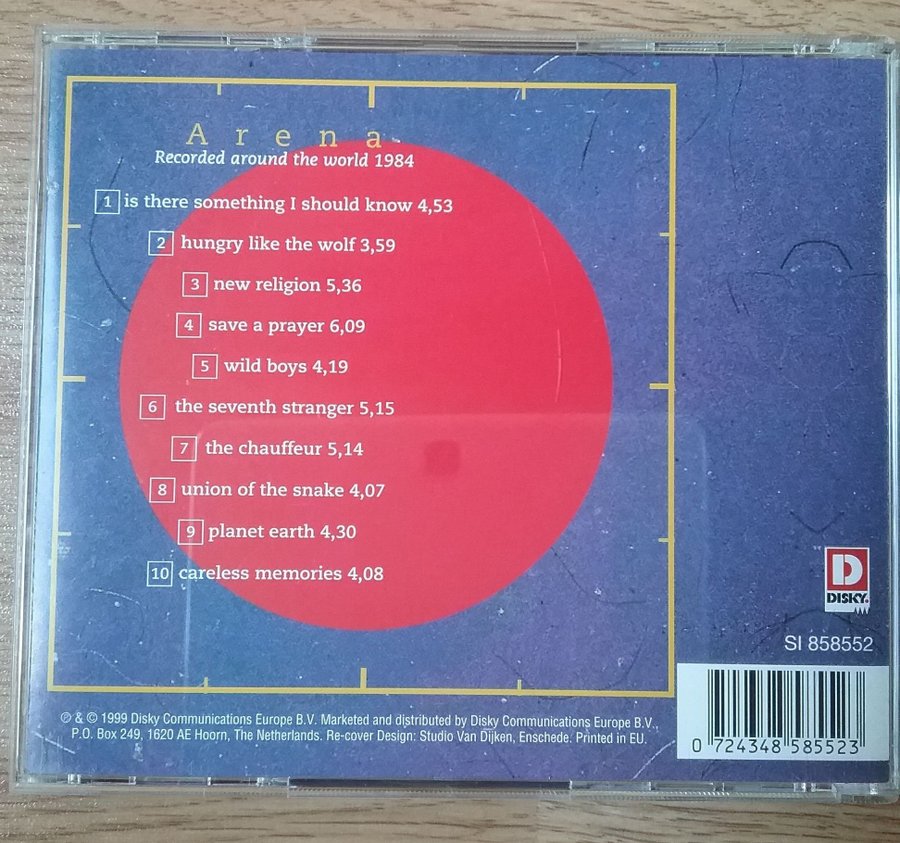 Arena
Recorded around the world 1984
1 is there something I should know 4,53
2 hungry like the wolf 3,59
3 new religion 5,36
4 save a prayer 6,09
5 wild boys 4,19
6 the seventh stranger 5,15
7 the chauffeur 5,14
8 union of the snake 4,07
9 planet earth 4,30
10 careless memories 4,08
D
DISKY.
SI 858552
℗ & © 1999 Disky Communications Europe B.V. Marketed and distributed by Disky Communications Europe B.V.,
P.O. Box 249, 1620 AE Hoorn, The Netherlands. Re-cover Design: Studio Van Dijken, Enschede. Printed in EU.
0 724348 585523